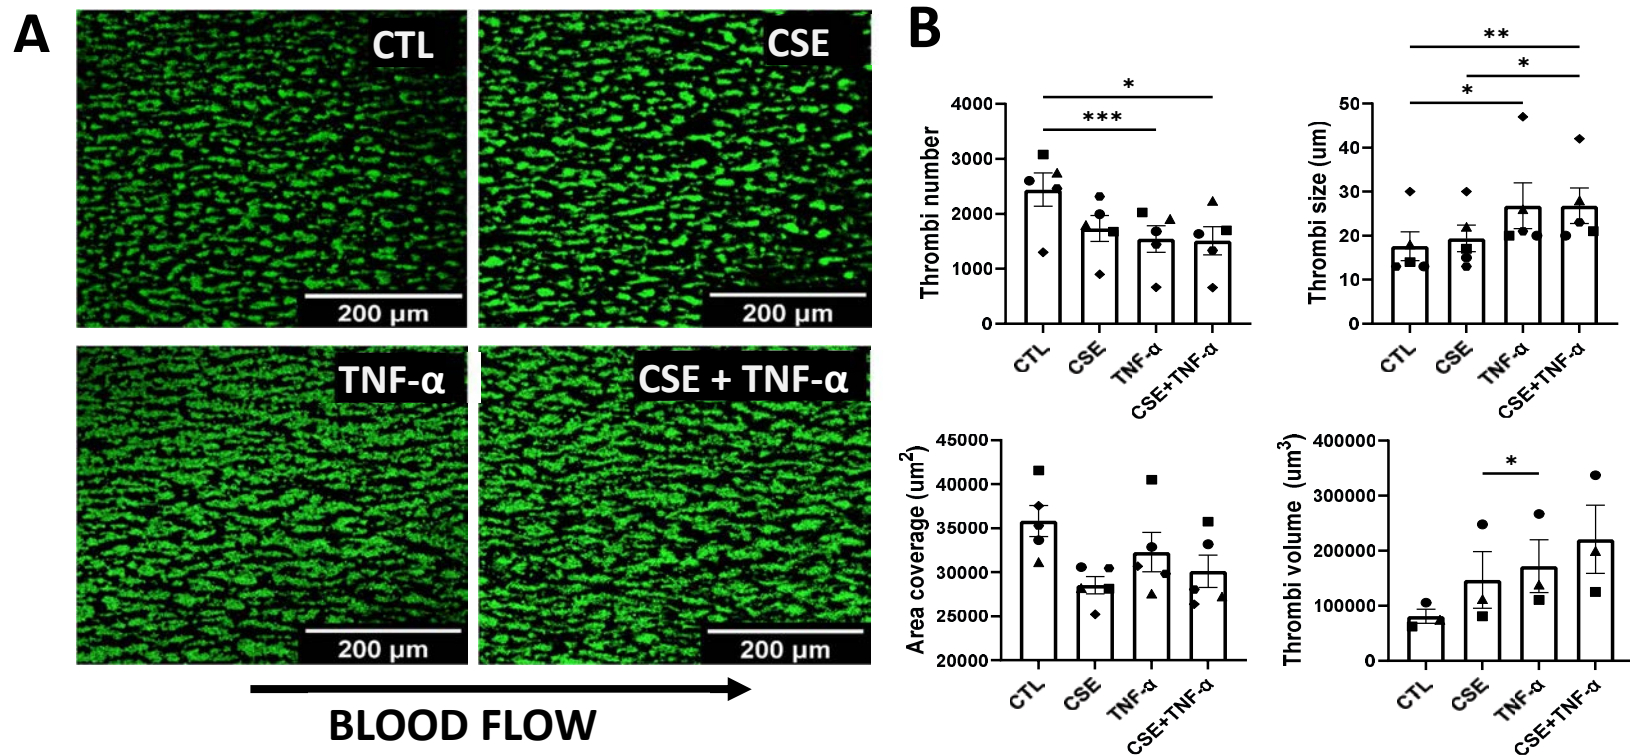 A
CTL
200 µm
CSE
200 µm
TNF-α
200 µm
CSE + TNF-α
200 µm
BLOOD FLOW
B
Thrombi number
4000
3000
2000
1000
0
*
***
CTL
CSE
TNF-α
CSE+TNF-α
Thrombi size (um)
50
40
30
20
10
0
**
*
*
CTL
CSE
TNF-α
CSE+TNF-α
Area coverage (um²)
45000
40000
35000
30000
25000
20000
CTL
CSE
TNF-α
CSE+TNF-α
Thrombi volume (um³)
400000
300000
200000
100000
0
*
CTL
CSE
TNF-α
CSE+TNF-α